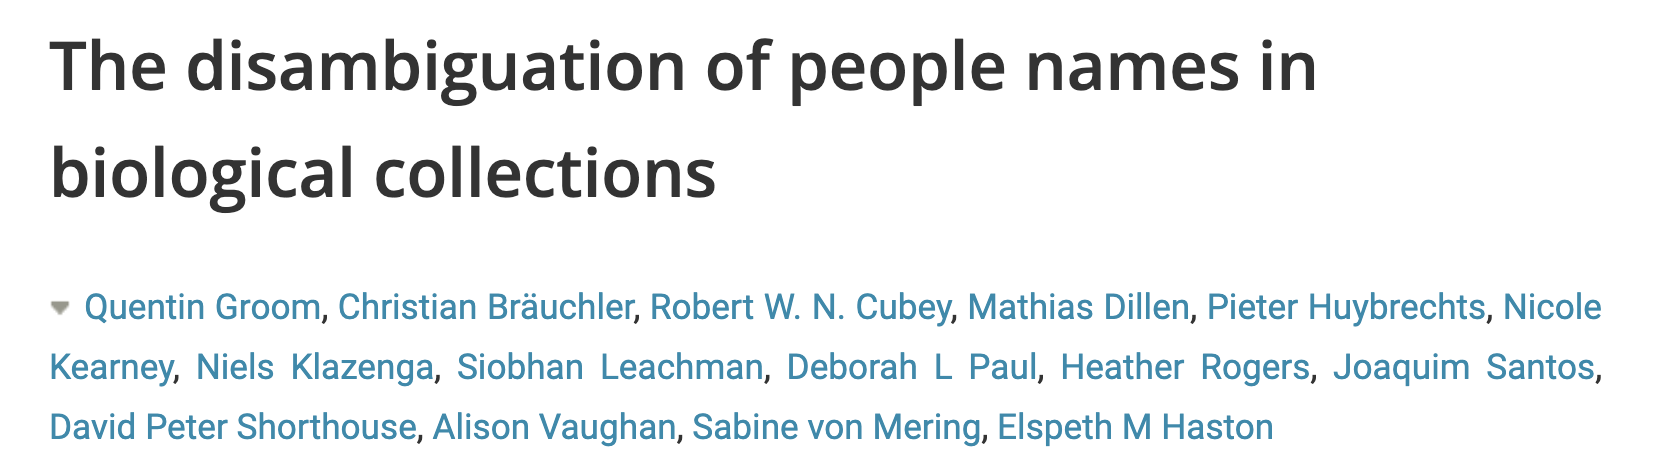 The disambiguation of people names in
biological collections
Quentin Groom, Christian Bräuchler, Robert W. N. Cubey, Mathias Dillen, Pieter Huybrechts, Nicole
Kearney, Niels Klazenga, Siobhan Leachman, Deborah L Paul, Heather Rogers, Joaquim Santos,
David Peter Shorthouse, Alison Vaughan, Sabine von Mering, Elspeth M Haston